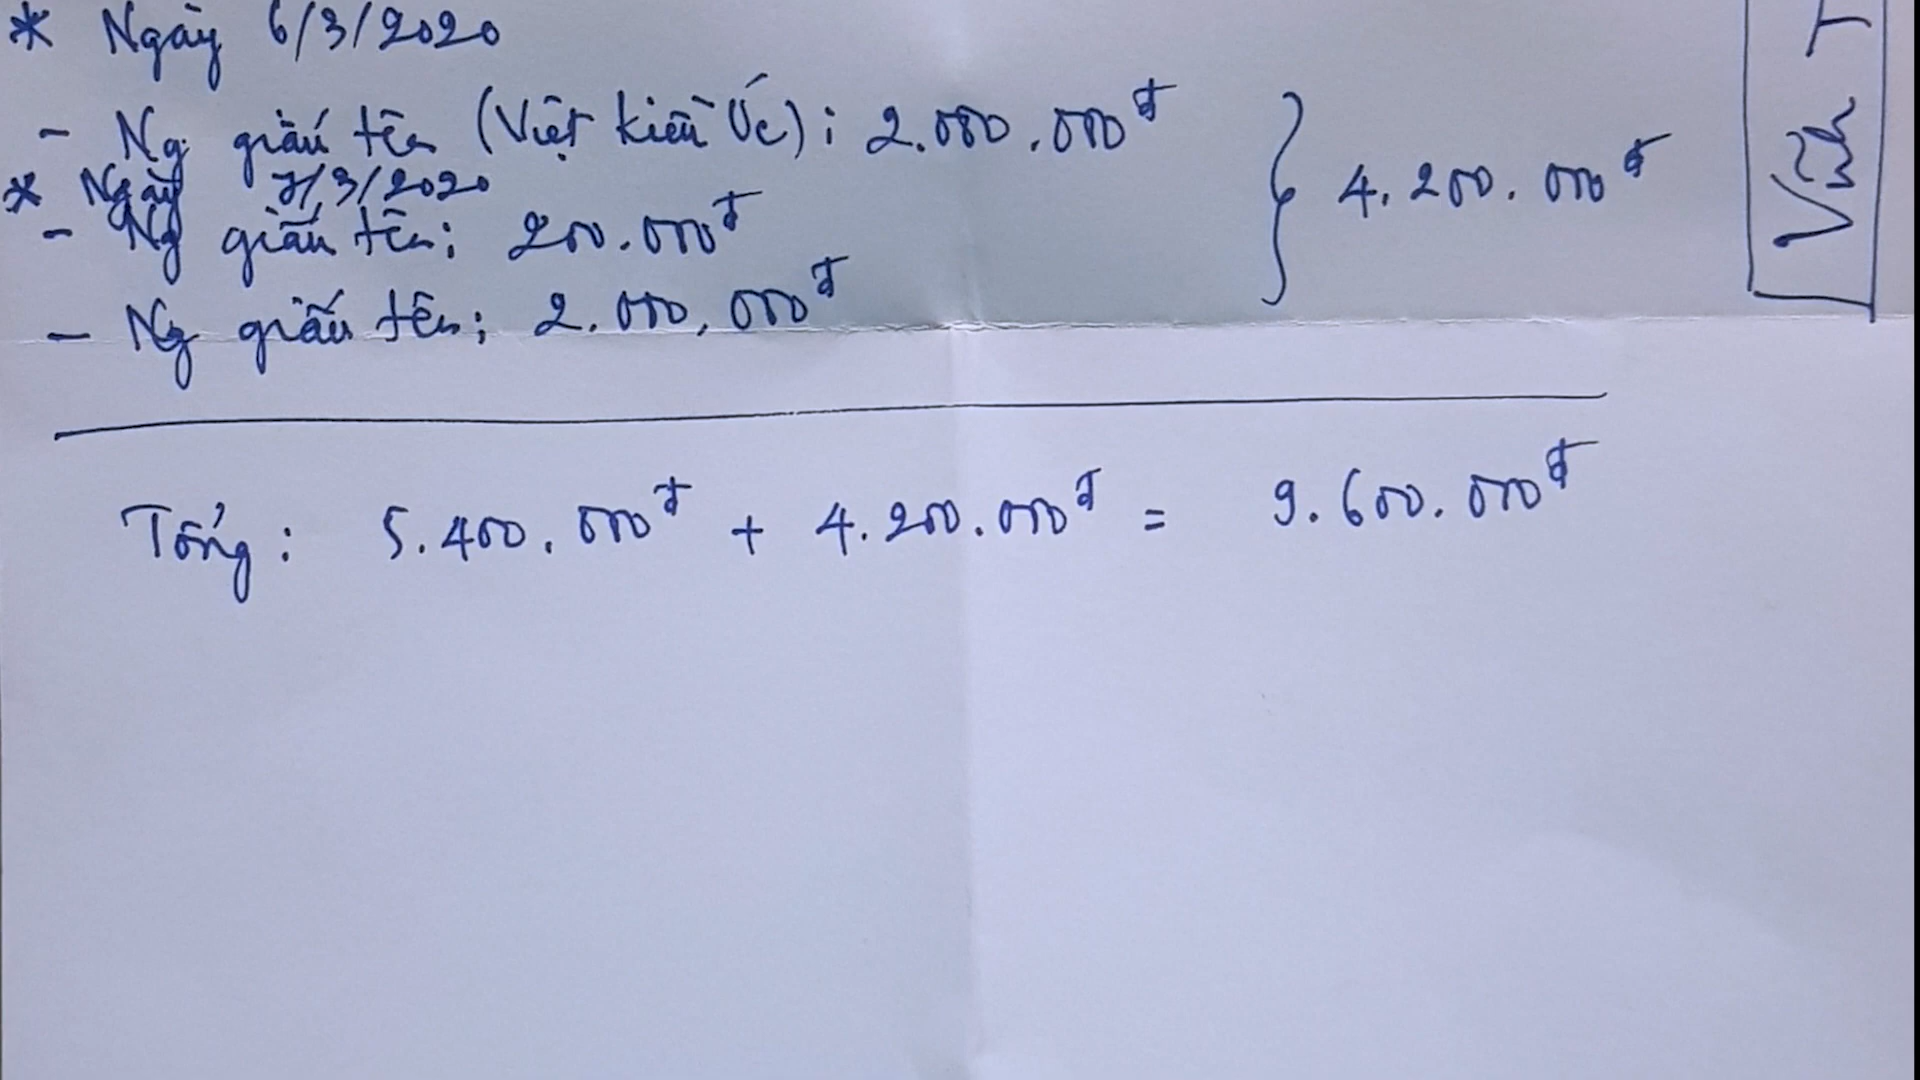 * Ngày 6/3/2020
- Ng giấu tên (Việt kiều Úc): 2.000.000đ
* Ngày 7/3/2020
- Ng giấu tên: 200.000đ
- Ng giấu tên: 2.000.000đ
} 4.200.000đ
Tổng: 5.400.000đ + 4.200.000đ = 9.600.000đ